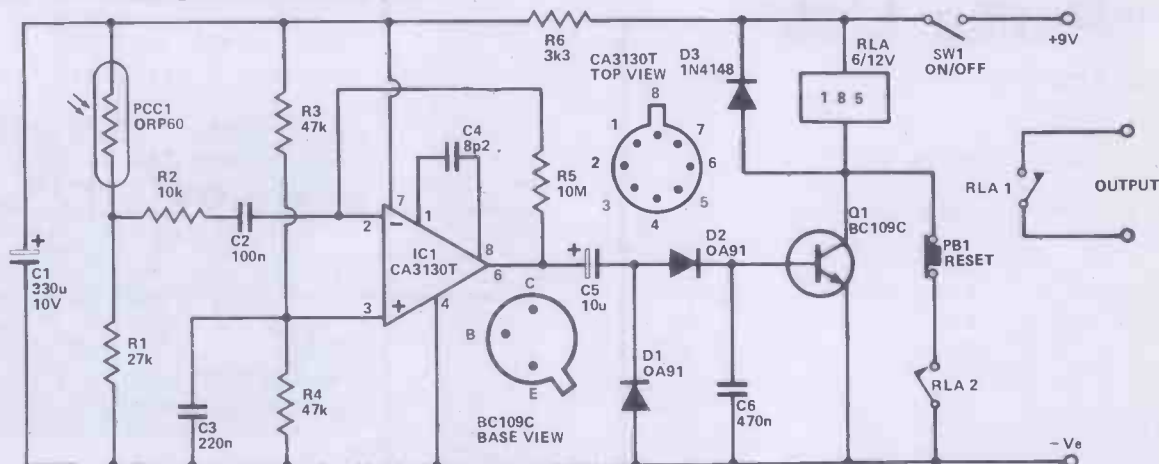 R6
3k3
D3
1N4148
RLA
6/12V
SW1
ON/OFF
+9V
PCC1
ORP60
R3
47k
CA3130T
TOP VIEW
8
1
7
2
6
3
5
4
185
C4
8p2
R5
10M
R2
10k
C2
100n
7
1
2
–
IC1
CA3130T
8
6
3
+
4
RLA 1
OUTPUT
Q1
BC109C
D2
OA91
PB1
RESET
+
C1
330u
10V
+
C5
10u
C
B
E
BC109C
BASE VIEW
R1
27k
R4
47k
C3
220n
D1
OA91
C6
470n
RLA 2
– Ve